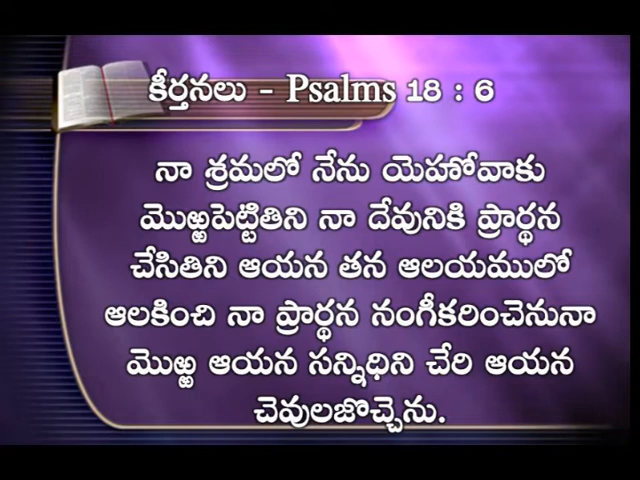 కీర్తనలు - Psalms 18 : 6
నా శ్రమలో నేను యెహోవాకు
మొఱ్ఱపెట్టితిని నా దేవునికి ప్రార్థన
చేసితిని ఆయన తన ఆలయములో
ఆలకించి నా ప్రార్థన నంగీకరించెనునా
మొఱ్ఱ ఆయన సన్నిధిని చేరి ఆయన
చెవులజొచ్చెను.